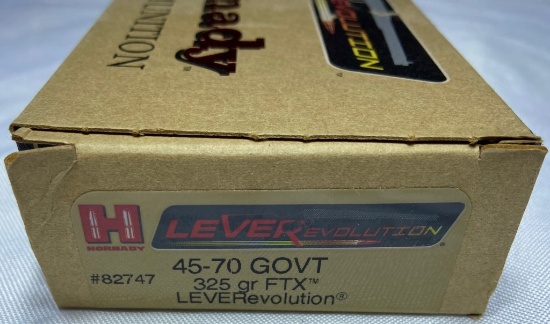 HORNADY
LEVERevolution
#82747
45-70 GOVT
325 gr FTX™
LEVERevolution®